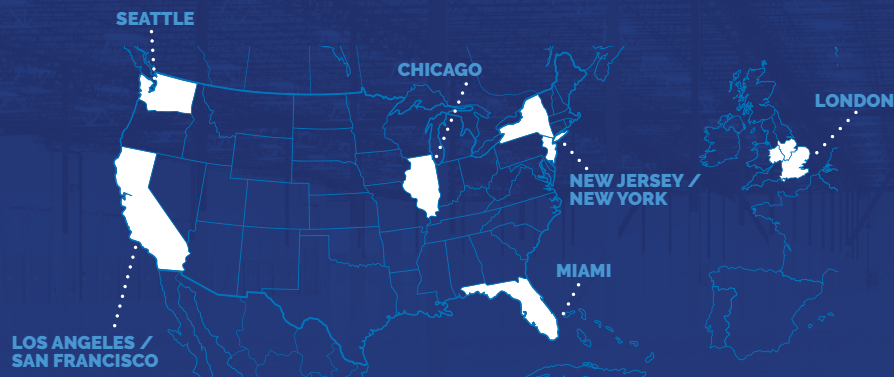 SEATTLE
CHICAGO
LONDON
NEW JERSEY /
NEW YORK
MIAMI
LOS ANGELES /
SAN FRANCISCO